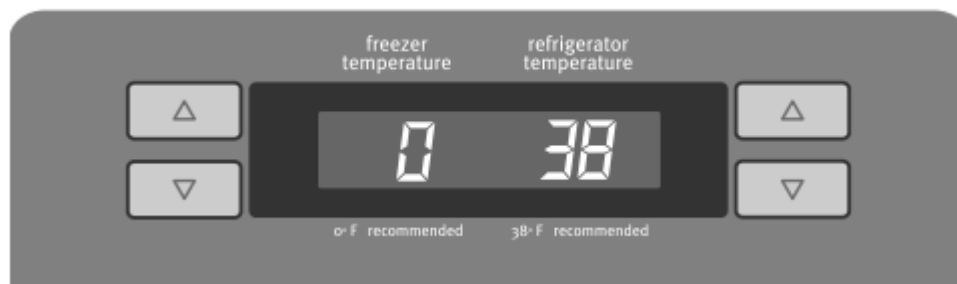 freezer temperature
refrigerator temperature
0 38
0° F recommended 38° F recommended